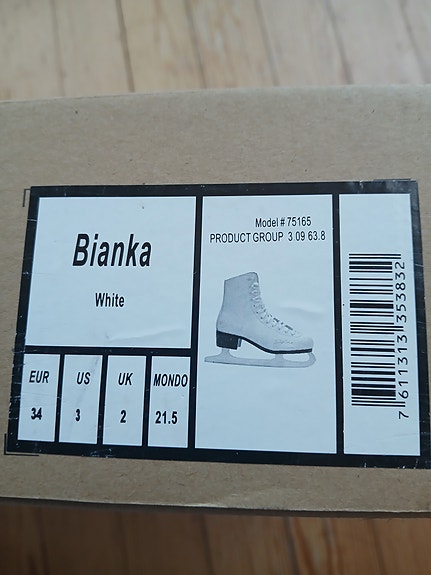 Bianka
White
EUR US UK MONDO
34 3 2 21.5
Model # 75165
PRODUCT GROUP 3.09 63.8
7 611313 353832